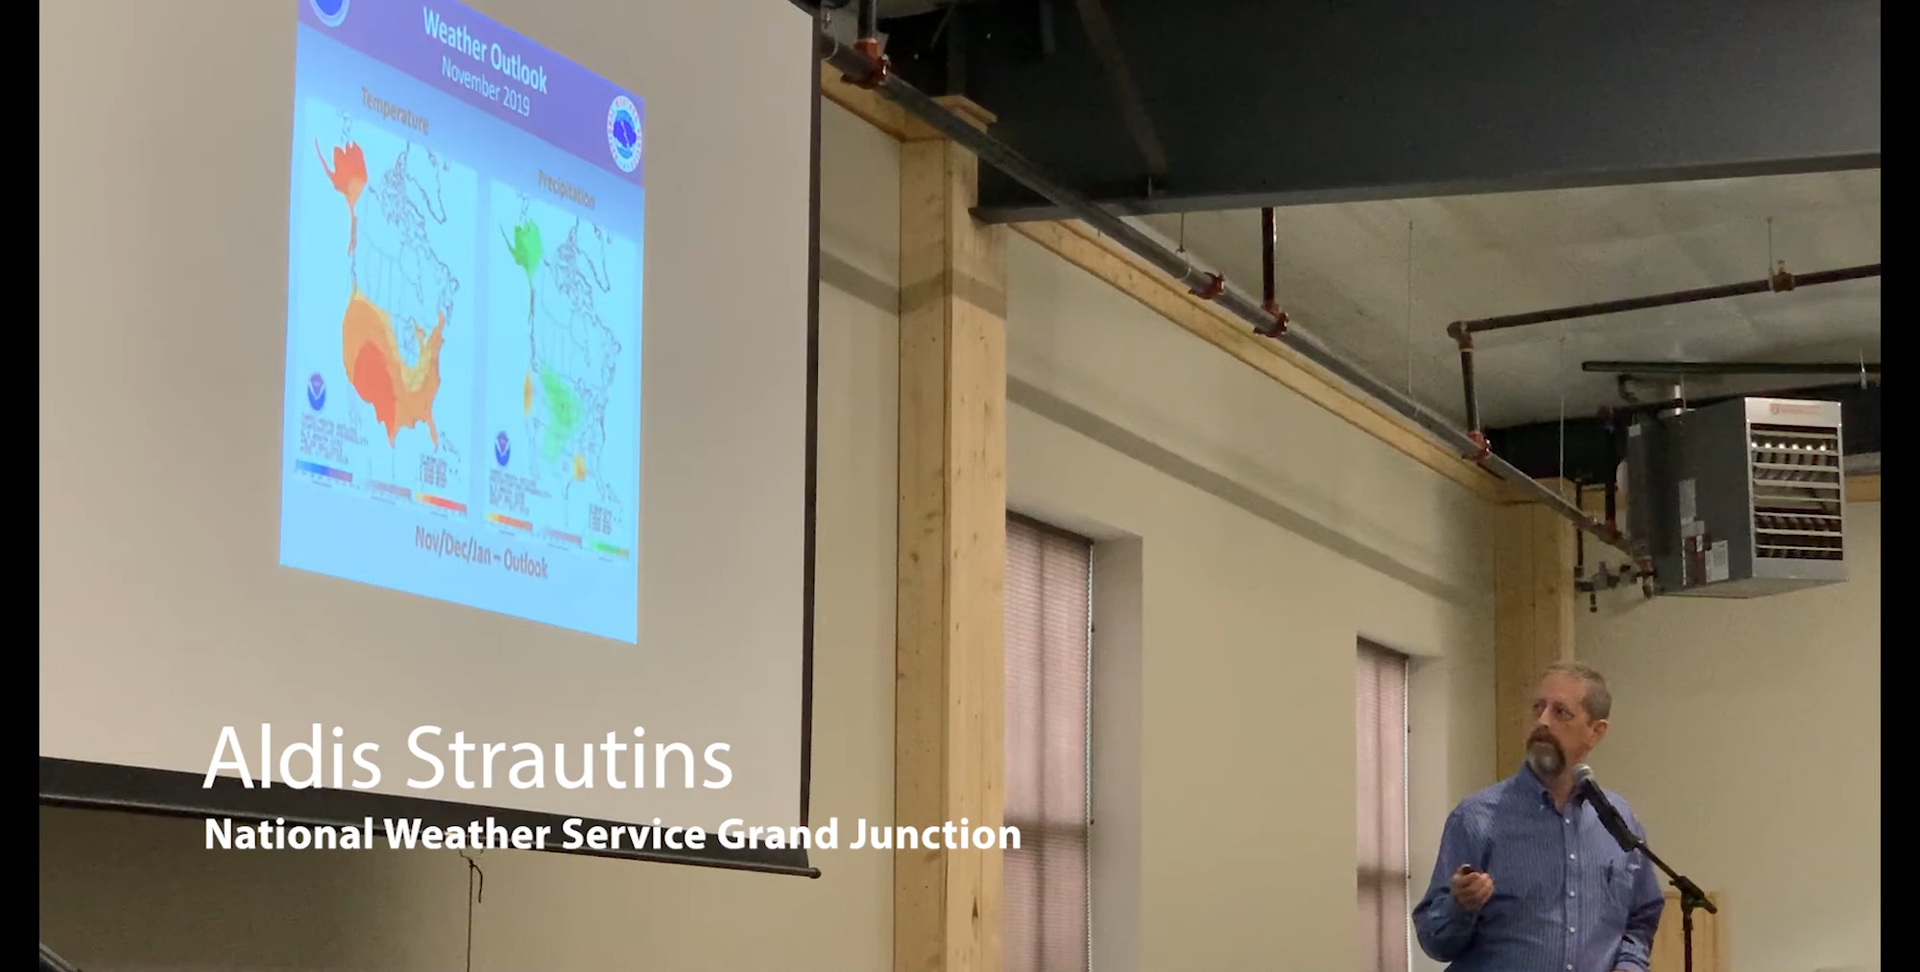 Weather Outlook
November 2019
Temperature
Precipitation
Nov/Dec/Jan – Outlook
Aldis Strautins
National Weather Service Grand Junction